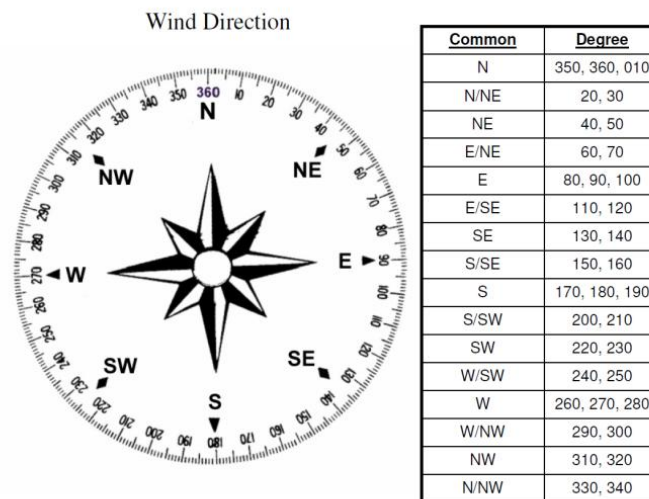 Wind Direction
360
N
10
20
30
40
50
60
70
80
90
100
110
120
130
140
150
160
170
180
190
200
210
220
230
240
250
260
270
280
290
300
310
320
330
340
350
NW
NE
W
E
SW
SE
S
Common Degree
N 350, 360, 010
N/NE 20, 30
NE 40, 50
E/NE 60, 70
E 80, 90, 100
E/SE 110, 120
SE 130, 140
S/SE 150, 160
S 170, 180, 190
S/SW 200, 210
SW 220, 230
W/SW 240, 250
W 260, 270, 280
W/NW 290, 300
NW 310, 320
N/NW 330, 340